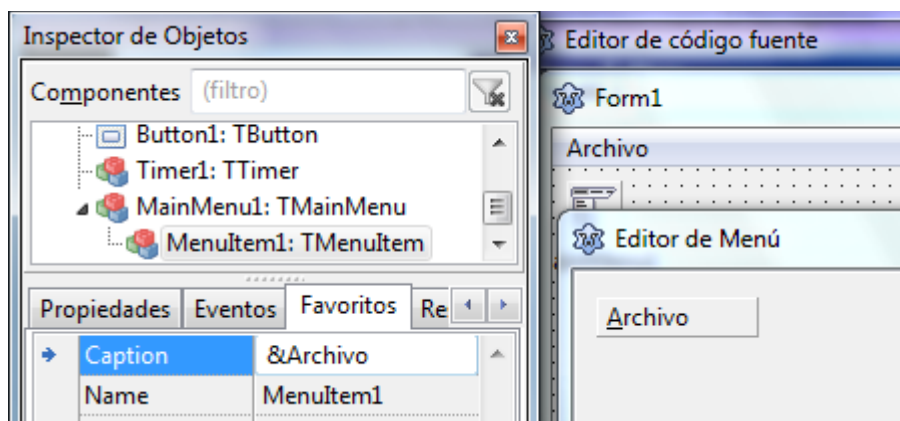 Inspector de Objetos
Componentes (filtro)
Button1: TButton
Timer1: TTimer
MainMenu1: TMainMenu
MenuItem1: TMenuItem
Propiedades Eventos Favoritos Re
Caption &Archivo
Name MenuItem1
Editor de código fuente
Form1
Archivo
Editor de Menú
Archivo